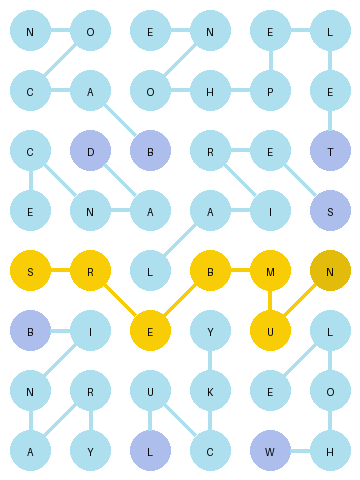 N O E N E L
C A O H P E
C D B R E T
E N A A I S
S R L B M N
B I E Y U L
N R U K E O
A Y L C W H